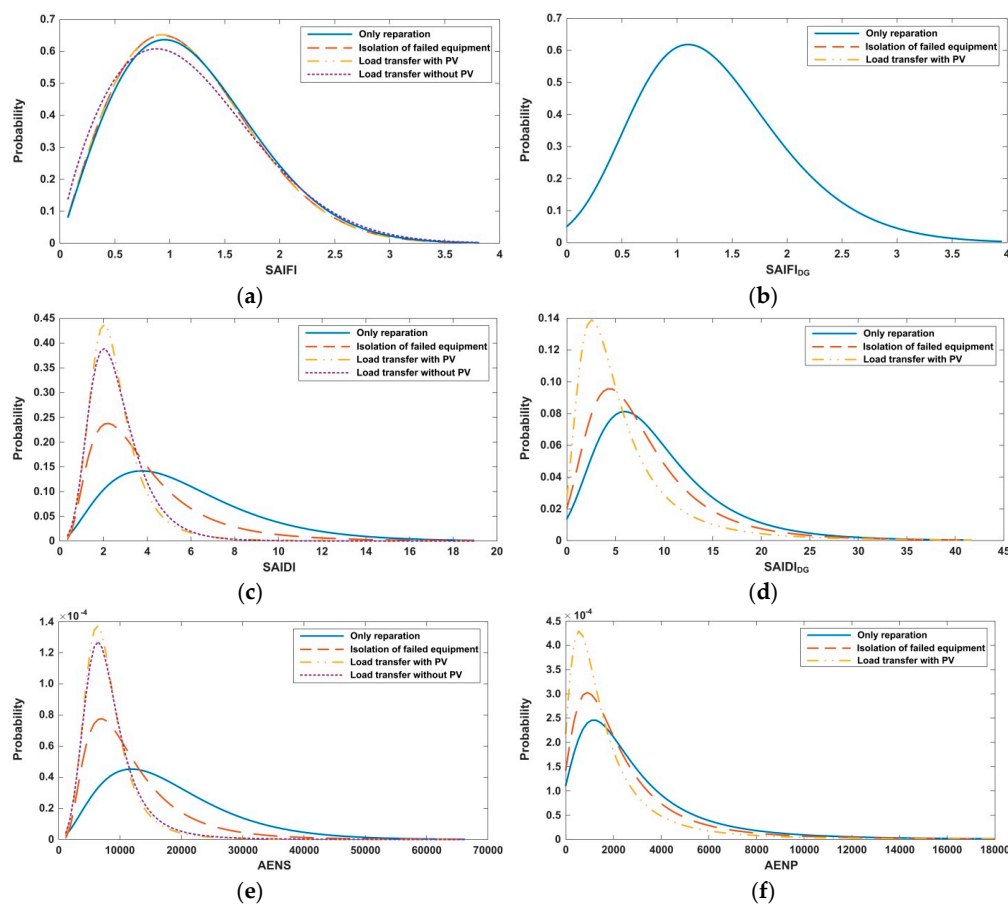 Probability
0.7
0.6
0.5
0.4
0.3
0.2
0.1
0
Only reparation
Isolation of failed equipment
Load transfer with PV
Load transfer without PV
0 0.5 1 1.5 2 2.5 3 3.5 4
SAIFI
(a)
Probability
0.7
0.6
0.5
0.4
0.3
0.2
0.1
0
Only reparation
Isolation of failed equipment
Load transfer with PV
0 0.5 1 1.5 2 2.5 3 3.5 4
SAIFI_DG
(b)
Probability
0.45
0.40
0.35
0.30
0.25
0.20
0.15
0.10
0.05
0
Only reparation
Isolation of failed equipment
Load transfer with PV
Load transfer without PV
0 2 4 6 8 10 12 14 16 18 20
SAIDI
(c)
Probability
0.14
0.12
0.10
0.08
0.06
0.04
0.02
0
Only reparation
Isolation of failed equipment
Load transfer with PV
0 5 10 15 20 25 30 35 40 45
SAIDI_DG
(d)
Probability
× 10⁻⁴
1.4
1.2
1
0.8
0.6
0.4
0.2
0
Only reparation
Isolation of failed equipment
Load transfer with PV
Load transfer without PV
0 10000 20000 30000 40000 50000 60000 70000
AENS
(e)
Probability
× 10⁻⁴
4.5
4.0
3.5
3.0
2.5
2.0
1.5
1.0
0.5
0
Only reparation
Isolation of failed equipment
Load transfer with PV
0 2000 4000 6000 8000 10000 12000 14000 16000 18000
AENP
(f)